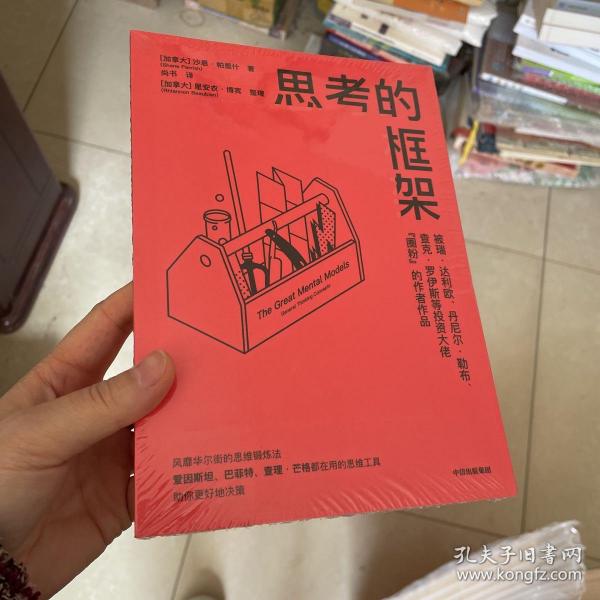 [加拿大] 沙恩·帕里什 著
(Shane Parrish)
尚书 译
[加拿大] 里安农·博宾 整理
(Rhiannon Beaubien)
思考的
框架
被瑞·达利欧、丹尼尔·勒布、
查克·罗伊斯等投资大佬
『圈粉』的作者作品
The Great Mental Models
General Thinking Concepts
风靡华尔街的思维锻炼法
爱因斯坦、巴菲特、查理·芒格都在用的思维工具
助你更好地决策
中信出版集团
孔夫子旧书网
www.kongfz.com